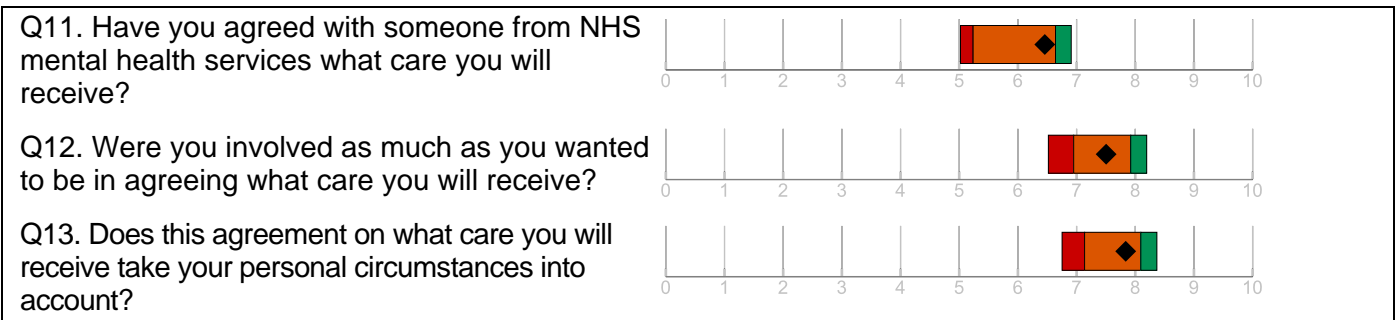 Q11. Have you agreed with someone from NHS
mental health services what care you will
receive?
0 1 2 3 4 5 6 7 8 9 10
Q12. Were you involved as much as you wanted
to be in agreeing what care you will receive?
0 1 2 3 4 5 6 7 8 9 10
Q13. Does this agreement on what care you will
receive take your personal circumstances into
account?
0 1 2 3 4 5 6 7 8 9 10